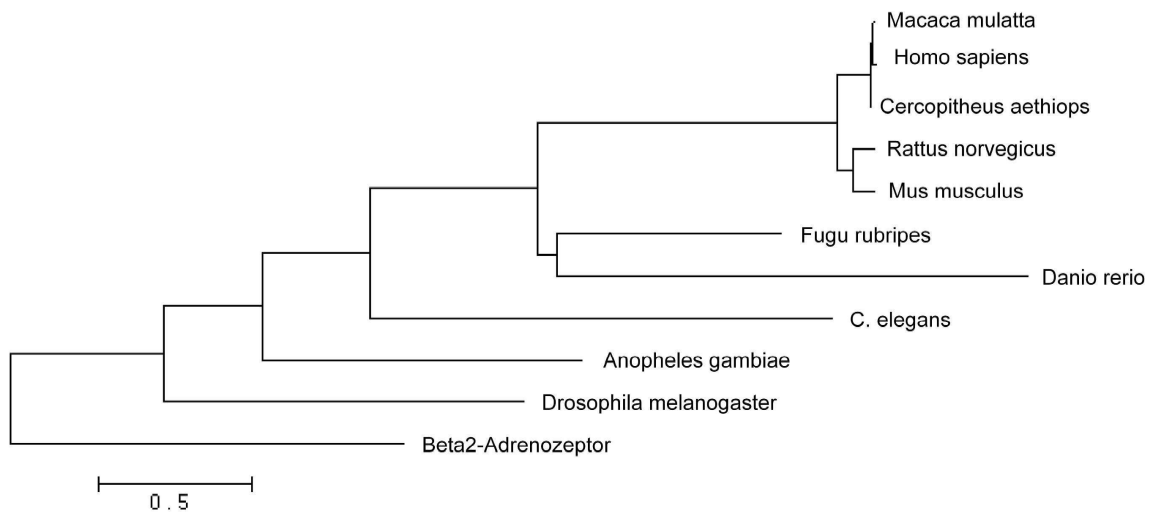 Macaca mulatta
Homo sapiens
Cercopitheus aethiops
Rattus norvegicus
Mus musculus
Fugu rubripes
Danio rerio
C. elegans
Anopheles gambiae
Drosophila melanogaster
Beta2-Adrenozeptor
0.5